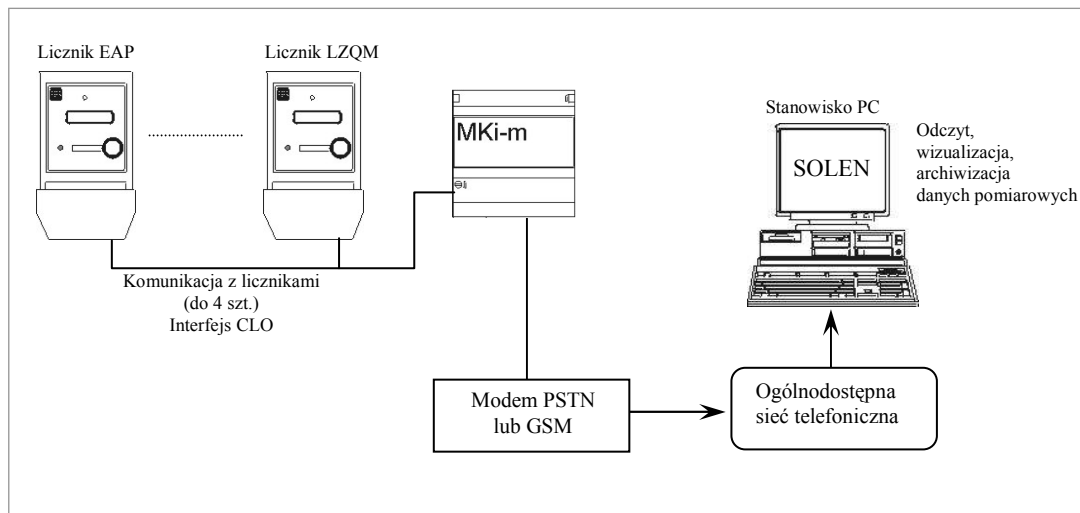 Licznik EAP
Licznik LZQM
MKi-m
Stanowisko PC
SOLEN
Odczyt,
wizualizacja,
archiwizacja
danych pomiarowych
Komunikacja z licznikami
(do 4 szt.)
Interfejs CLO
Modem PSTN
lub GSM
Ogólnodostępna
sieć telefoniczna